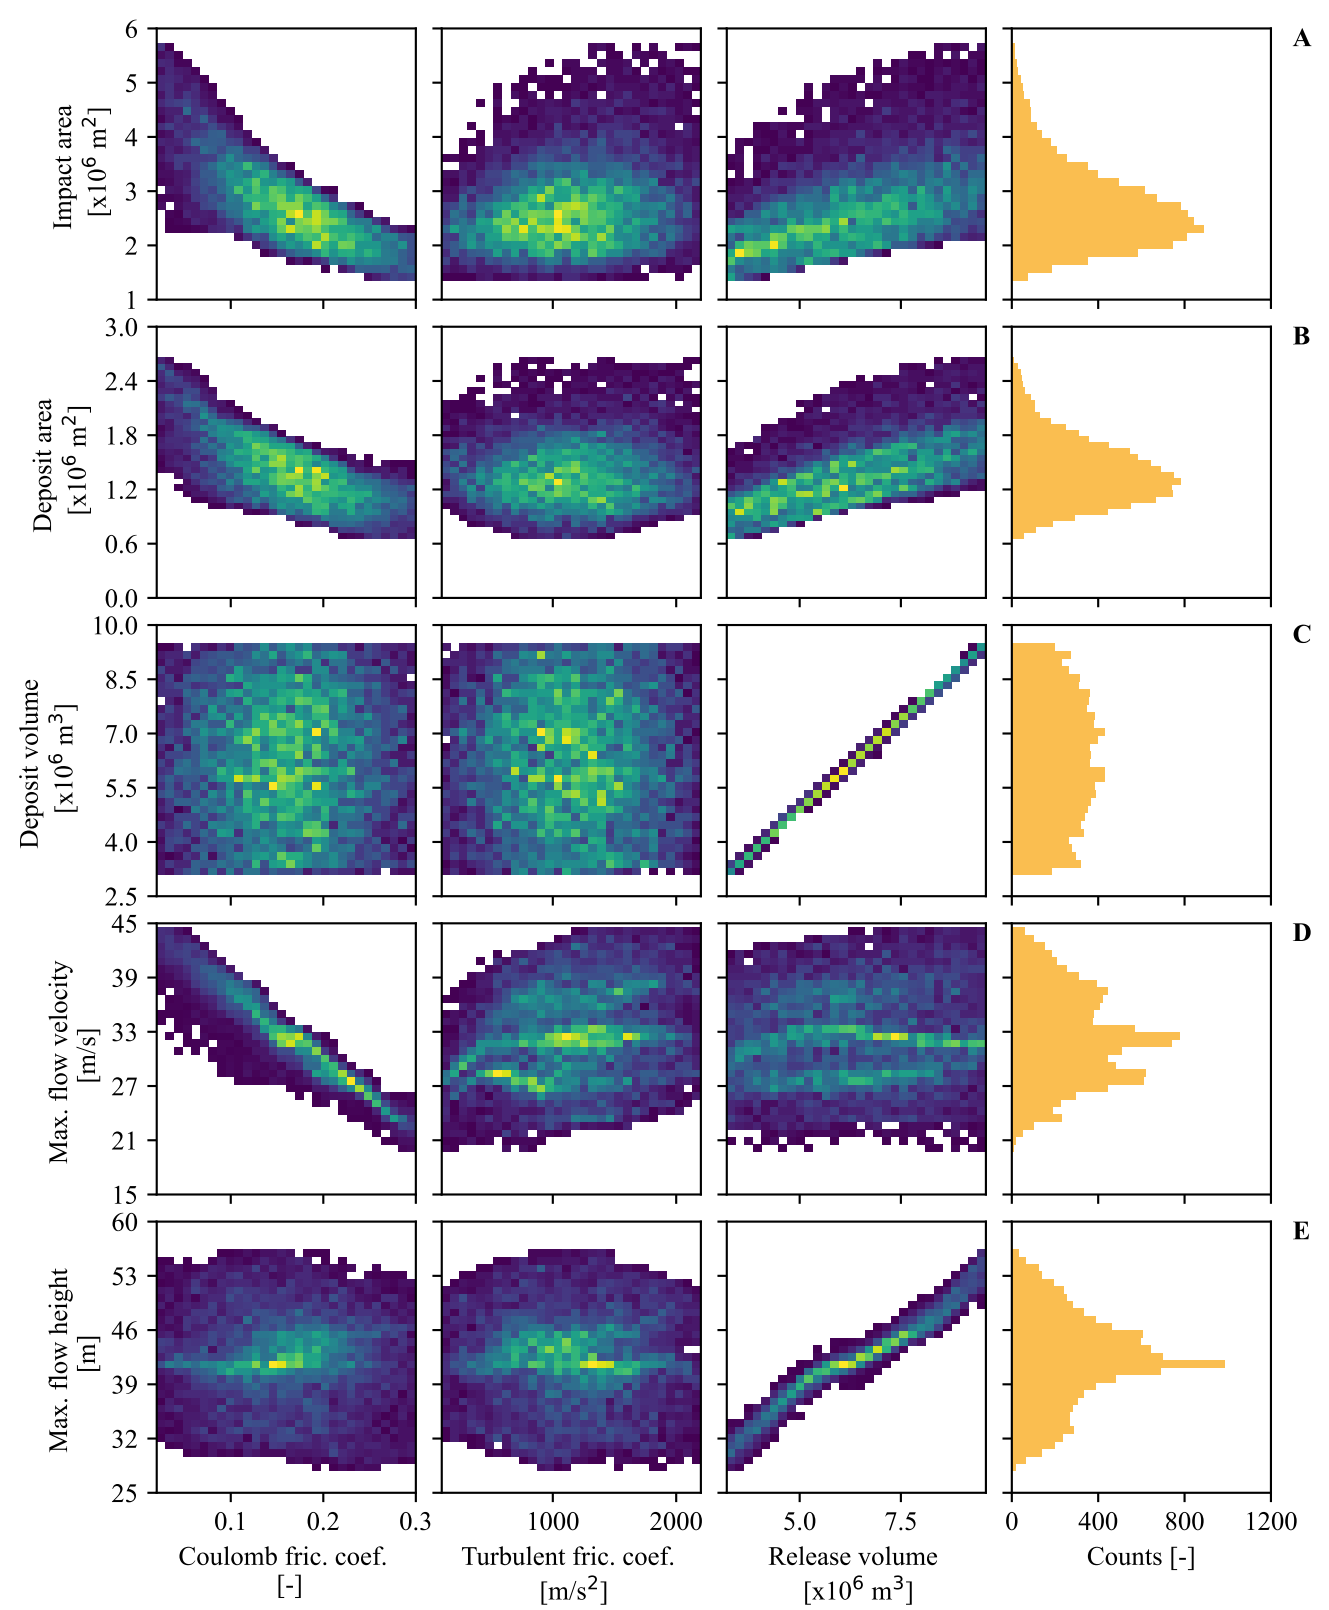 A
Impact area
[x10⁶ m²]
6
5
4
3
2
1
B
Deposit area
[x10⁶ m²]
3.0
2.4
1.8
1.2
0.6
0.0
C
Deposit volume
[x10⁶ m³]
10.0
8.5
7.0
5.5
4.0
2.5
D
Max. flow velocity
[m/s]
45
39
33
27
21
15
E
Max. flow height
[m]
60
53
46
39
32
25
0.1 0.2 0.3 1000 2000 5.0 7.5 0 400 800 1200
Coulomb fric. coef. Turbulent fric. coef. Release volume Counts [-]
[-] [m/s²] [x10⁶ m³]